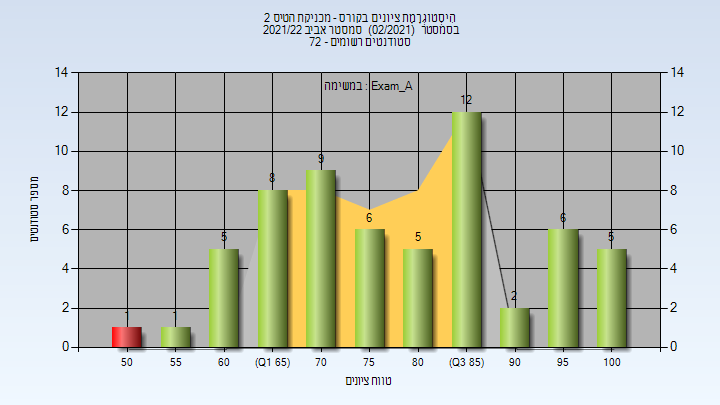 היסטוגרמת ציונים בקורס - מכניקת הטיס 2
בסמסטר (02/2021) סמסטר אביב 2021/22
סטודנטים רשומים - 72
במשימה : Exam_A
מספר סטודנטים
14 14
12 12
10 10
8 8
6 6
4 4
2 2
0 0
1 1 5 8 9 6 5 12 2 6 5
50 55 60 (Q1 65) 70 75 80 (Q3 85) 90 95 100
טווח ציונים